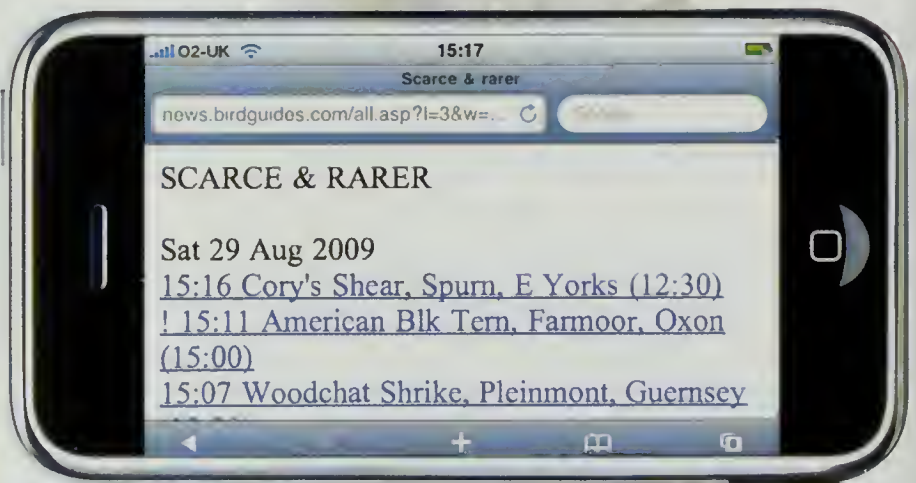 O2-UK 15:17
Scarce & rarer
news.birdguides.com/all.asp?l=3&w=...
SCARCE & RARER
Sat 29 Aug 2009
15:16 Cory's Shear, Spurn, E Yorks (12:30)
! 15:11 American Blk Tern, Farmoor, Oxon
(15:00)
15:07 Woodchat Shrike, Pleinmont, Guernsey